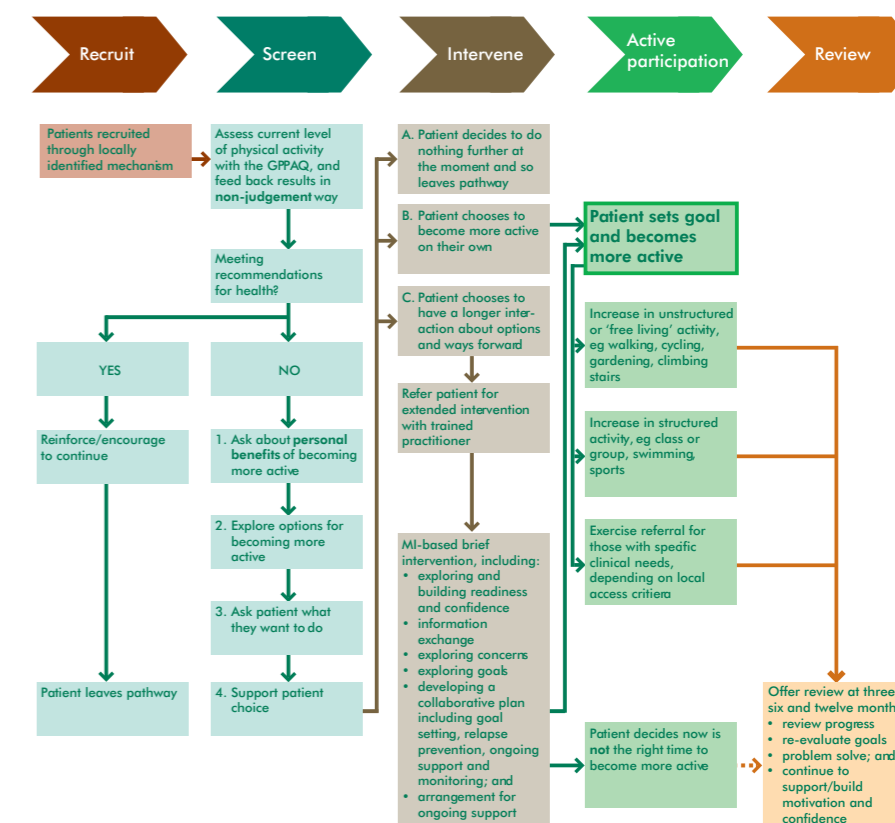 Recruit
Screen
Intervene
Active
participation
Review
Patients recruited
through locally
identified mechanism
Assess current level
of physical activity
with the GPPAQ, and
feed back results in
non-judgement way
Meeting
recommendations
for health?
YES
NO
Reinforce/encourage
to continue
Patient leaves pathway
1. Ask about personal
benefits of becoming
more active
2. Explore options for
becoming more
active
3. Ask patient what
they want to do
4. Support patient
choice
A. Patient decides to do
nothing further at
the moment and so
leaves pathway
B. Patient chooses to
become more active
on their own
C. Patient chooses to
have a longer inter-
action about options
and ways forward
Refer patient for
extended intervention
with trained
practitioner
MI-based brief
intervention, including:
• exploring and
building readiness
and confidence
• information
exchange
• exploring concerns
• exploring goals
• developing a
collaborative plan
including goal
setting, relapse
prevention, ongoing
support and
monitoring; and
• arrangement for
ongoing support
Patient sets goal
and becomes
more active
Increase in unstructured
or ‘free living’ activity,
eg walking, cycling,
gardening, climbing
stairs
Increase in structured
activity, eg class or
group, swimming,
sports
Exercise referral for
those with specific
clinical needs,
depending on local
access critiera
Patient decides now is
not the right time to
become more active
Offer review at three
six and twelve month
• review progress
• re-evaluate goals
• problem solve; and
• continue to
support/build
motivation and
confidence